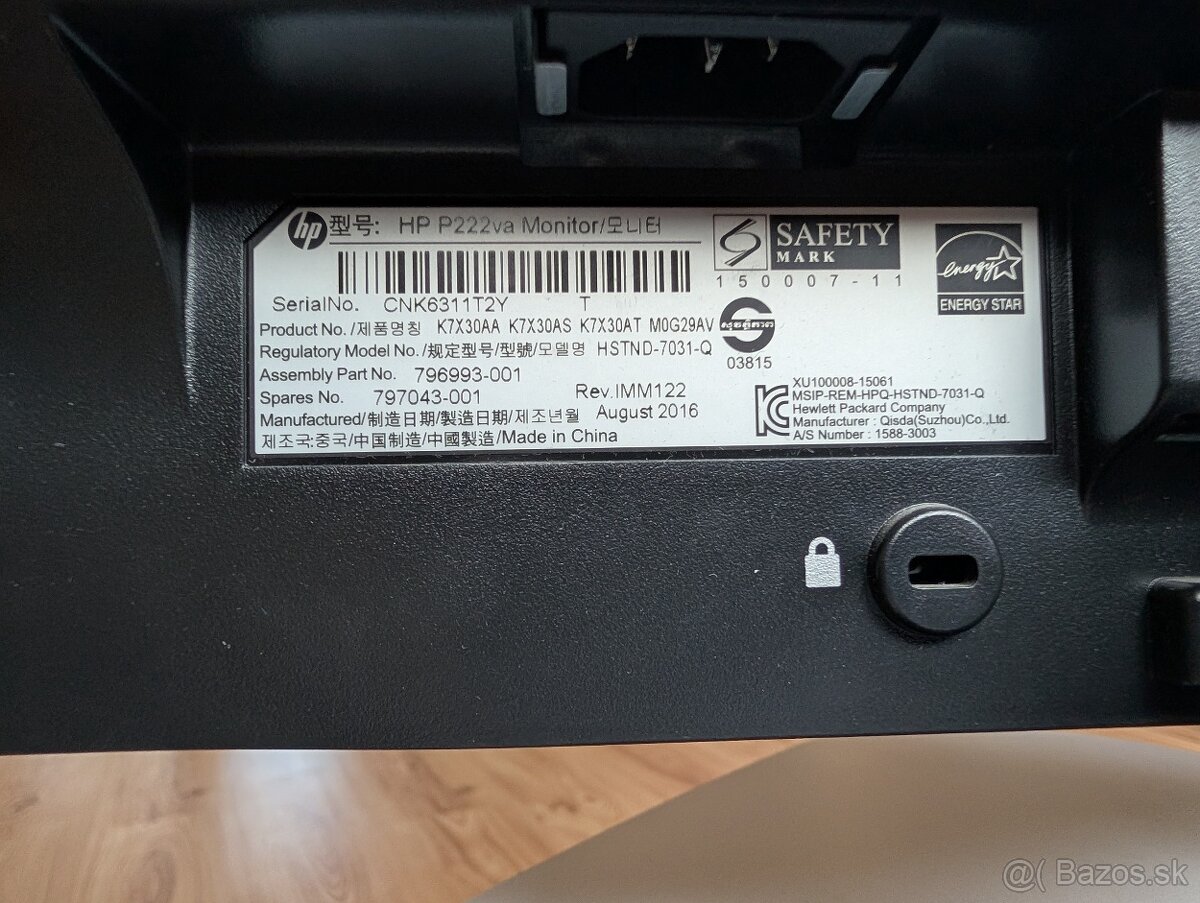 hp 型号: HP P222va Monitor/모니터
SerialNo. CNK6311T2Y T
Product No./제품명칭 K7X30AA K7X30AS K7X30AT M0G29AV
Regulatory Model No./规定型号/型號/모델명 HSTND-7031-Q
Assembly Part No. 796993-001
Spares No. 797043-001 Rev.IMM122
Manufactured/制造日期/製造日期/제조년월 August 2016
제조국:중국/中国制造/中國製造/Made in China
SAFETY
MARK
150007-11
03815
energy
ENERGY STAR
XU100008-15061
MSIP-REM-HPQ-HSTND-7031-Q
Hewlett Packard Company
Manufacturer : Qisda(Suzhou)Co.,Ltd.
A/S Number : 1588-3003
@( Bazos.sk